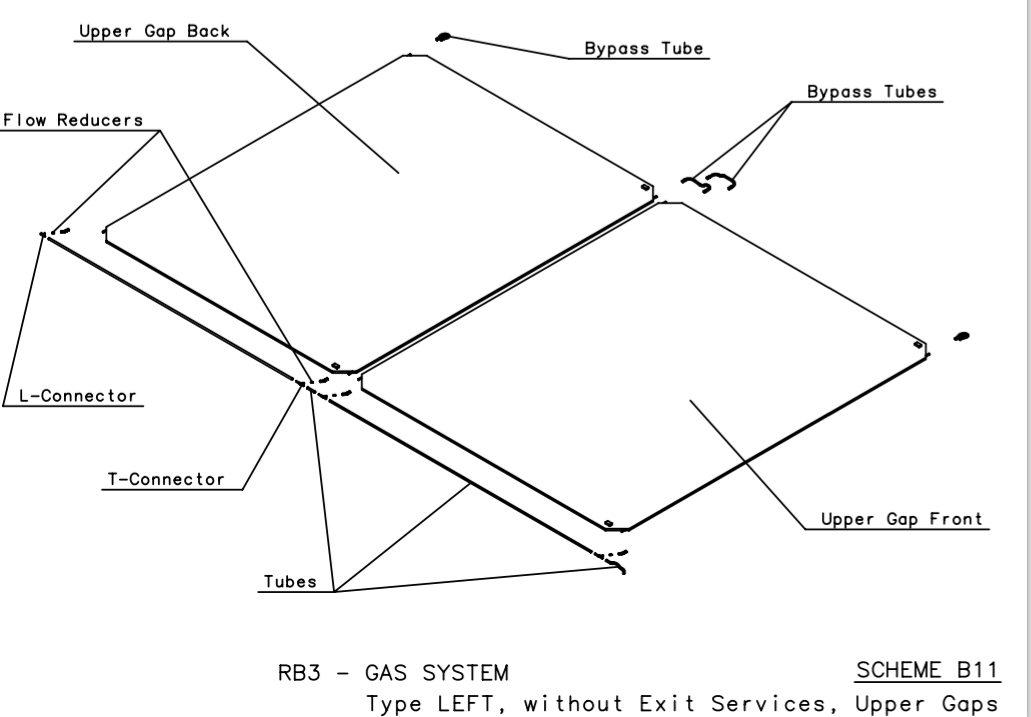 Upper Gap Back
Bypass Tube
Bypass Tubes
Flow Reducers
L-Connector
T-Connector
Upper Gap Front
Tubes
RB3 - GAS SYSTEM
SCHEME B11
Type LEFT, without Exit Services, Upper Gaps